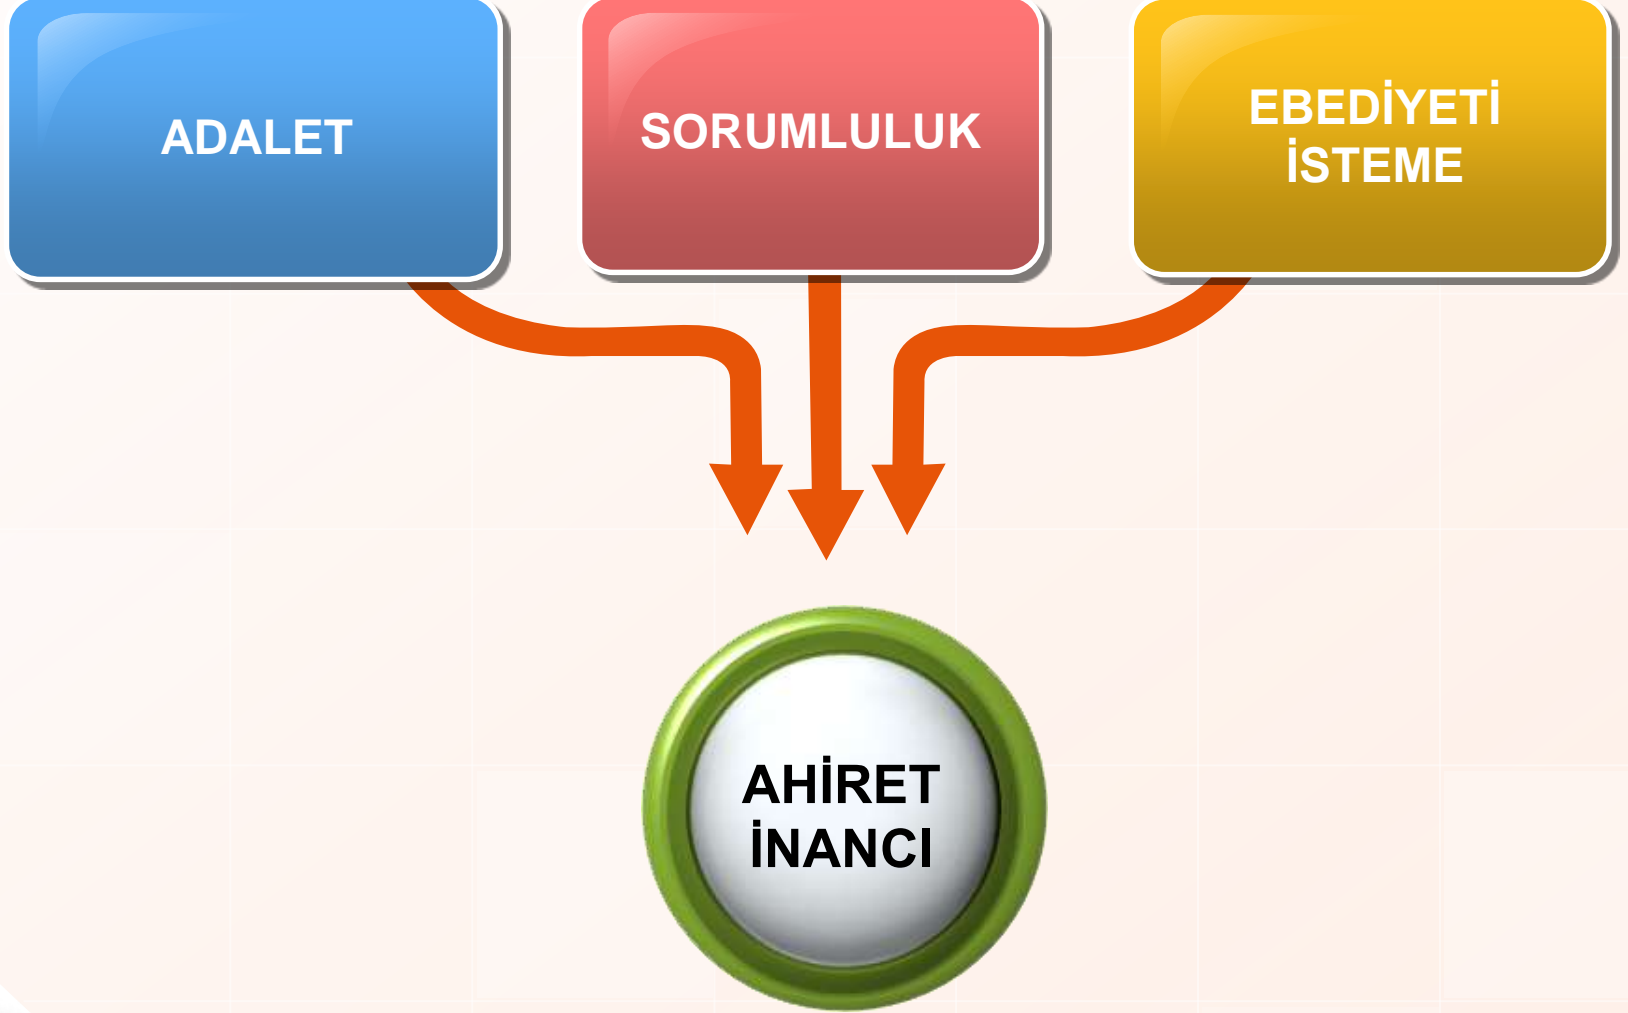 ADALET
SORUMLULUK
EBEDİYETİ
İSTEME
AHİRET
İNANCI